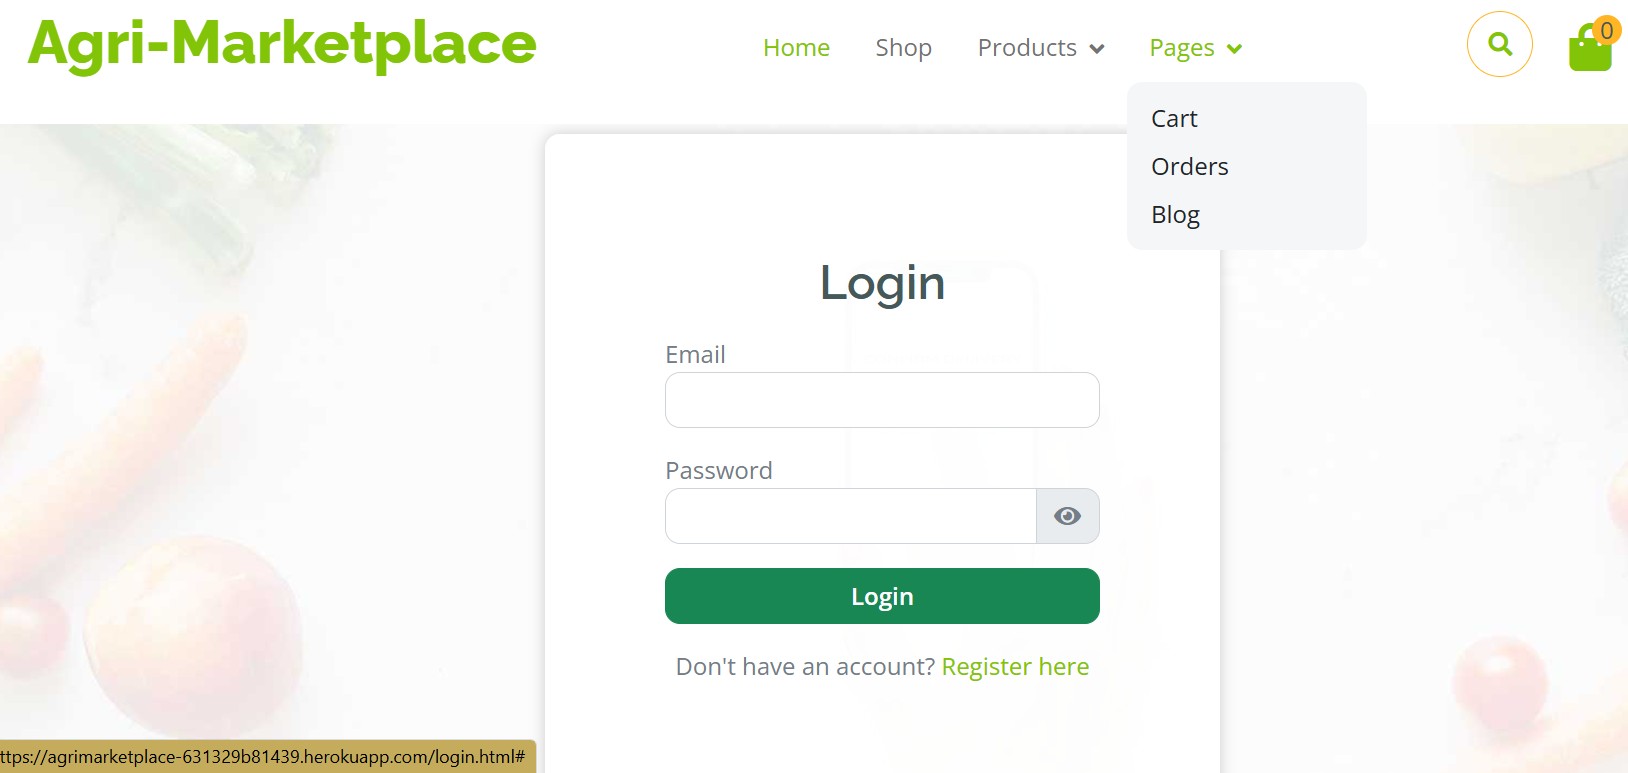 Agri-Marketplace
Home Shop Products Pages
0
Cart
Orders
Blog
Login
Email
Password
Login
Don't have an account? Register here
ttps://agrimarketplace-631329b81439.herokuapp.com/login.html#